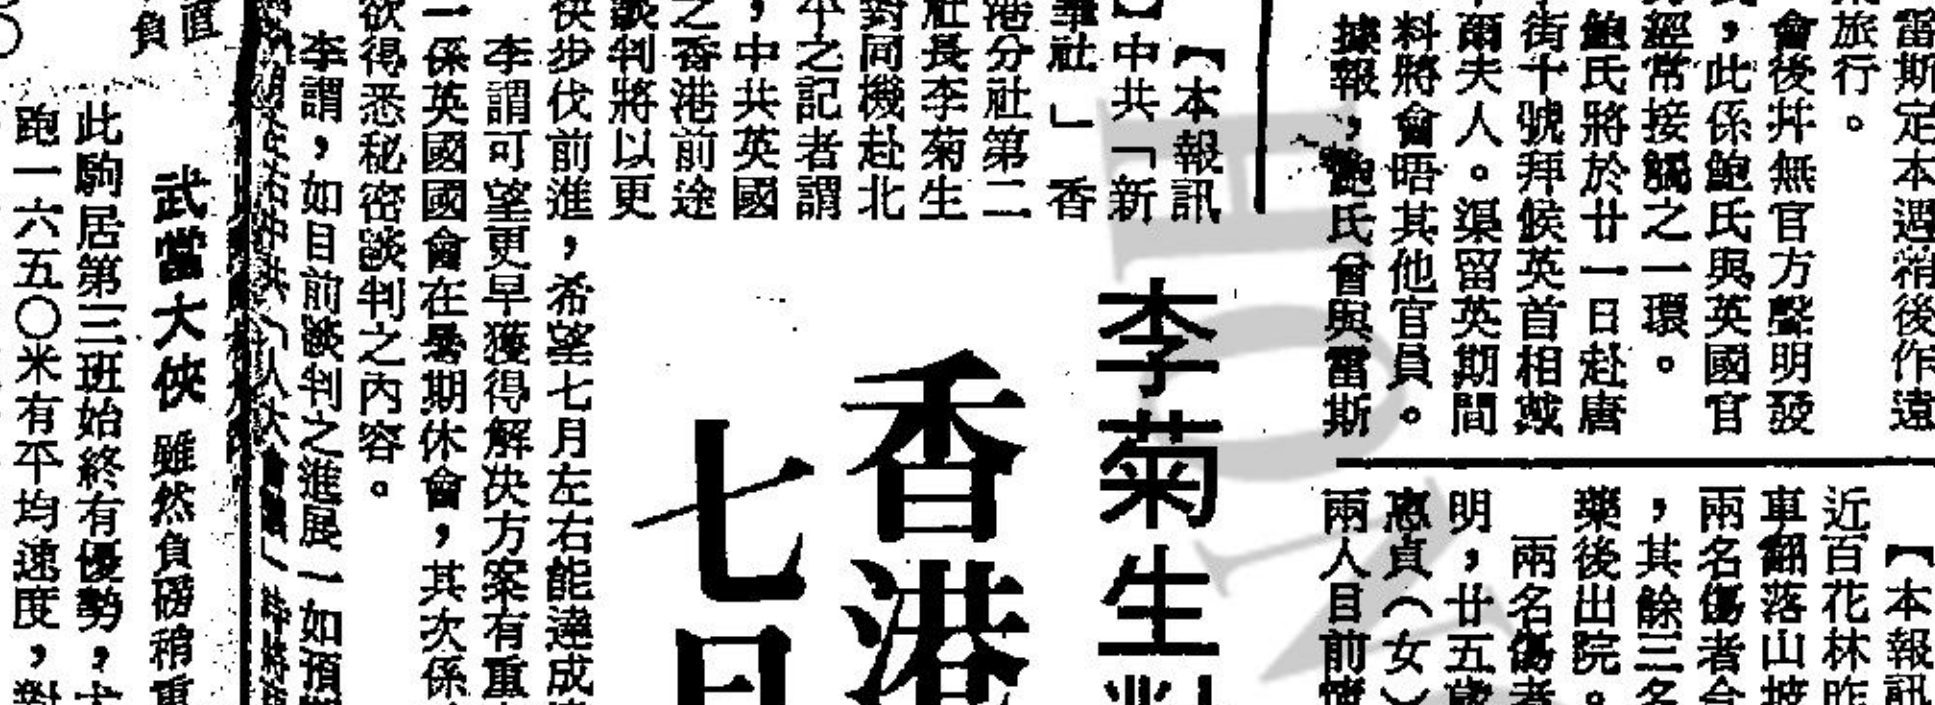 雷斯定本週稍後作遠
旅行。
會後幷無官方聲明發
,此係鮑氏與英國官
經常接觸之一環。
鮑氏將於廿一日赴唐
街十號拜候英首相戴
爾夫人。渠留英期間
料將會晤其他官員。
據報,鮑氏曾與雷斯
【本報訊
近百花林昨
車翻落山坡
兩名傷者合
,其餘三名
藥後出院。
兩名傷者
明,廿五歲
惠貞(女)
兩人目前
【本報訊
】中共「新
華社」香
港分社第二
社長李菊生
對同機赴北
平之記者謂
,中共英國
之香港前途
談判將以更
快步伐前進,希望七月左右能達成
李謂可望更早獲得解决方案有重
一係英國國會在暑期休會,其次係
欲得悉秘密談判之內容。
李謂,如目前談判之進展一如預
李菊生
香港
七月
直
負
武當大俠 雖然負磅稍重
此駒居第三班始終有優勢,
跑一六五〇米有平均速度,對